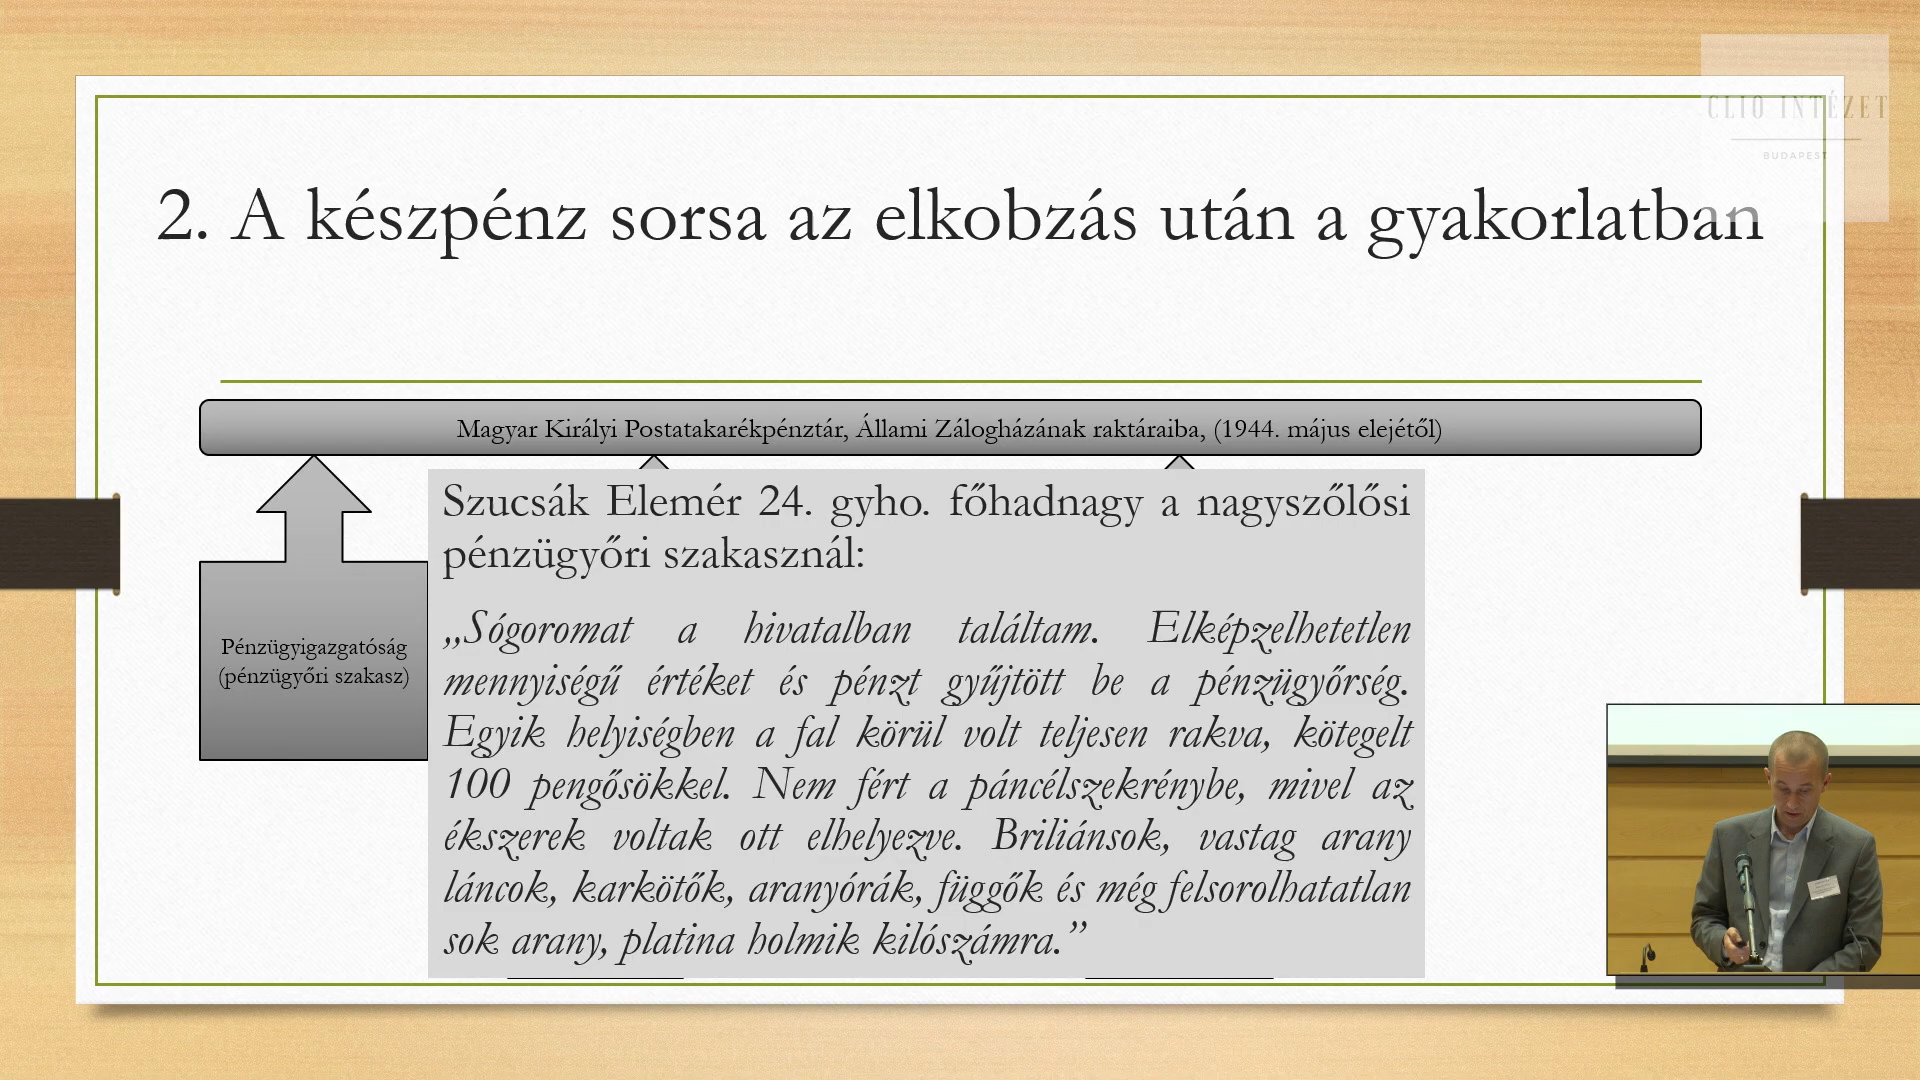 CLIO INTÉZET
BUDAPEST
2. A készpénz sorsa az elkobzás után a gyakorlatban
Magyar Királyi Postatakarékpénztár, Állami Zálogházának raktáraiba, (1944. május elejétől)
Pénzügyigazgatóság
(pénzügyőri szakasz)
Szucsák Elemér 24. gyho. főhadnagy a nagyszőlősi
pénzügyőri szakasznál:
„Sógoromat a hivatalban találtam. Elképzelhetetlen
mennyiségű értéket és pénzt gyűjtött be a pénzügyőrség.
Egyik helyiségben a fal körül volt teljesen rakva, kötegelt
100 pengősökkel. Nem fért a páncélszekrénybe, mivel az
ékszerek voltak ott elhelyezve. Briliánsok, vastag arany
láncok, karkötők, aranyórák, függők és még felsorolhatatlan
sok arany, platina holmik kilószámra.”